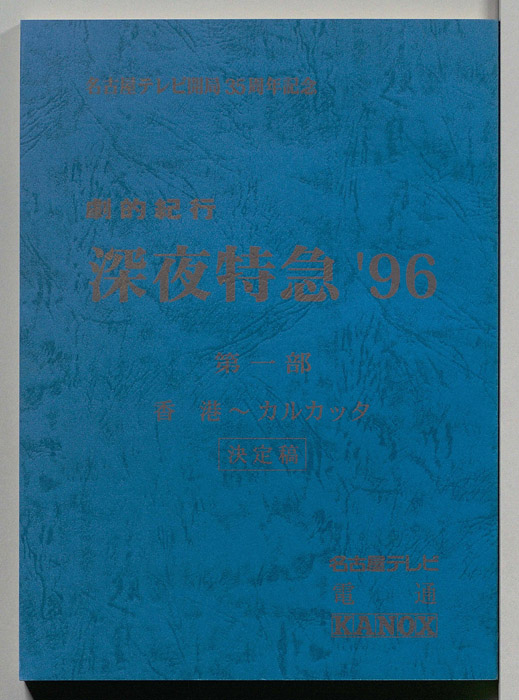 名古屋テレビ開局35周年記念
劇的紀行
深夜特急'96
第一部
香港～カルカッタ
決定稿
名古屋テレビ
電通
KANOX